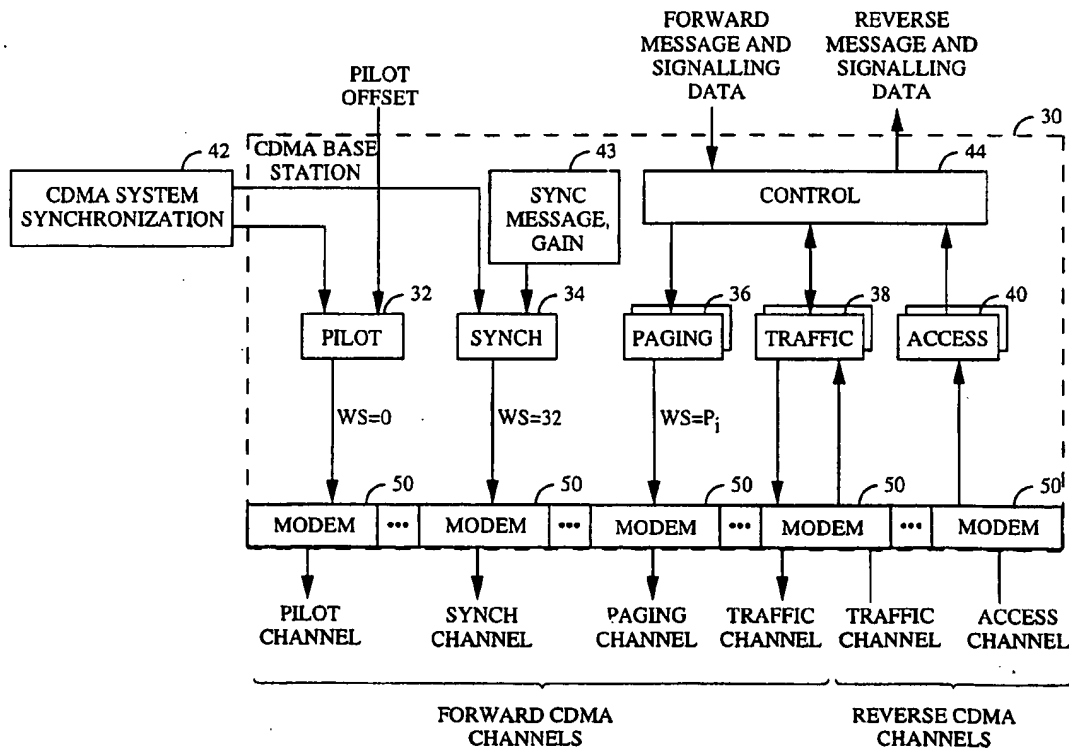 FORWARD
MESSAGE AND
SIGNALLING
DATA
REVERSE
MESSAGE AND
SIGNALLING
DATA
PILOT
OFFSET
30
42
CDMA BASE
STATION
43
44
CDMA SYSTEM
SYNCHRONIZATION
SYNC
MESSAGE,
GAIN
CONTROL
32
34
36
38
40
PILOT
SYNCH
PAGING
TRAFFIC
ACCESS
WS=0
WS=32
WS=Pj
50
50
50
50
50
MODEM
•••
MODEM
•••
MODEM
•••
MODEM
•••
MODEM
PILOT
CHANNEL
SYNCH
CHANNEL
PAGING
CHANNEL
TRAFFIC
CHANNEL
TRAFFIC
CHANNEL
ACCESS
CHANNEL
FORWARD CDMA
CHANNELS
REVERSE CDMA
CHANNELS